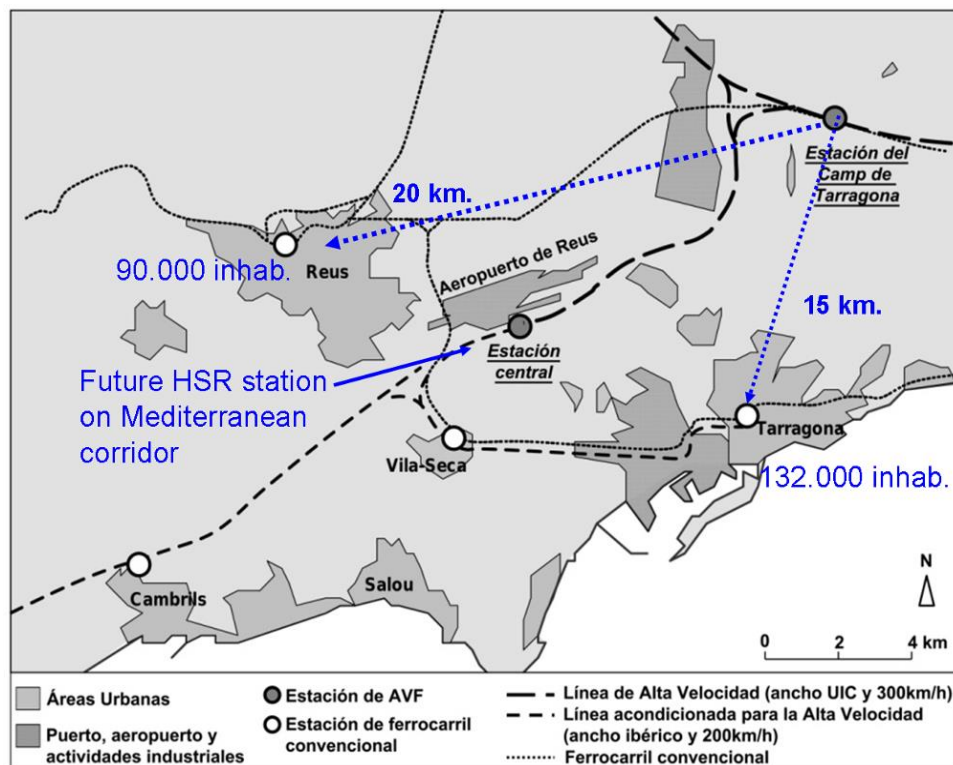 Estación del
Camp de
Tarragona
20 km.
90.000 inhab.
Reus
Aeropuerto de Reus
15 km.
Estación
central
Future HSR station
on Mediterranean
corridor
Vila-Seca
Tarragona
132.000 inhab.
Cambrils
Salou
N
0 2 4 km
Áreas Urbanas
Puerto, aeropuerto y
actividades industriales
Estación de AVF
Estación de ferrocarril
convencional
Línea de Alta Velocidad (ancho UIC y 300km/h)
Línea acondicionada para la Alta Velocidad
(ancho ibérico y 200km/h)
Ferrocarril convencional